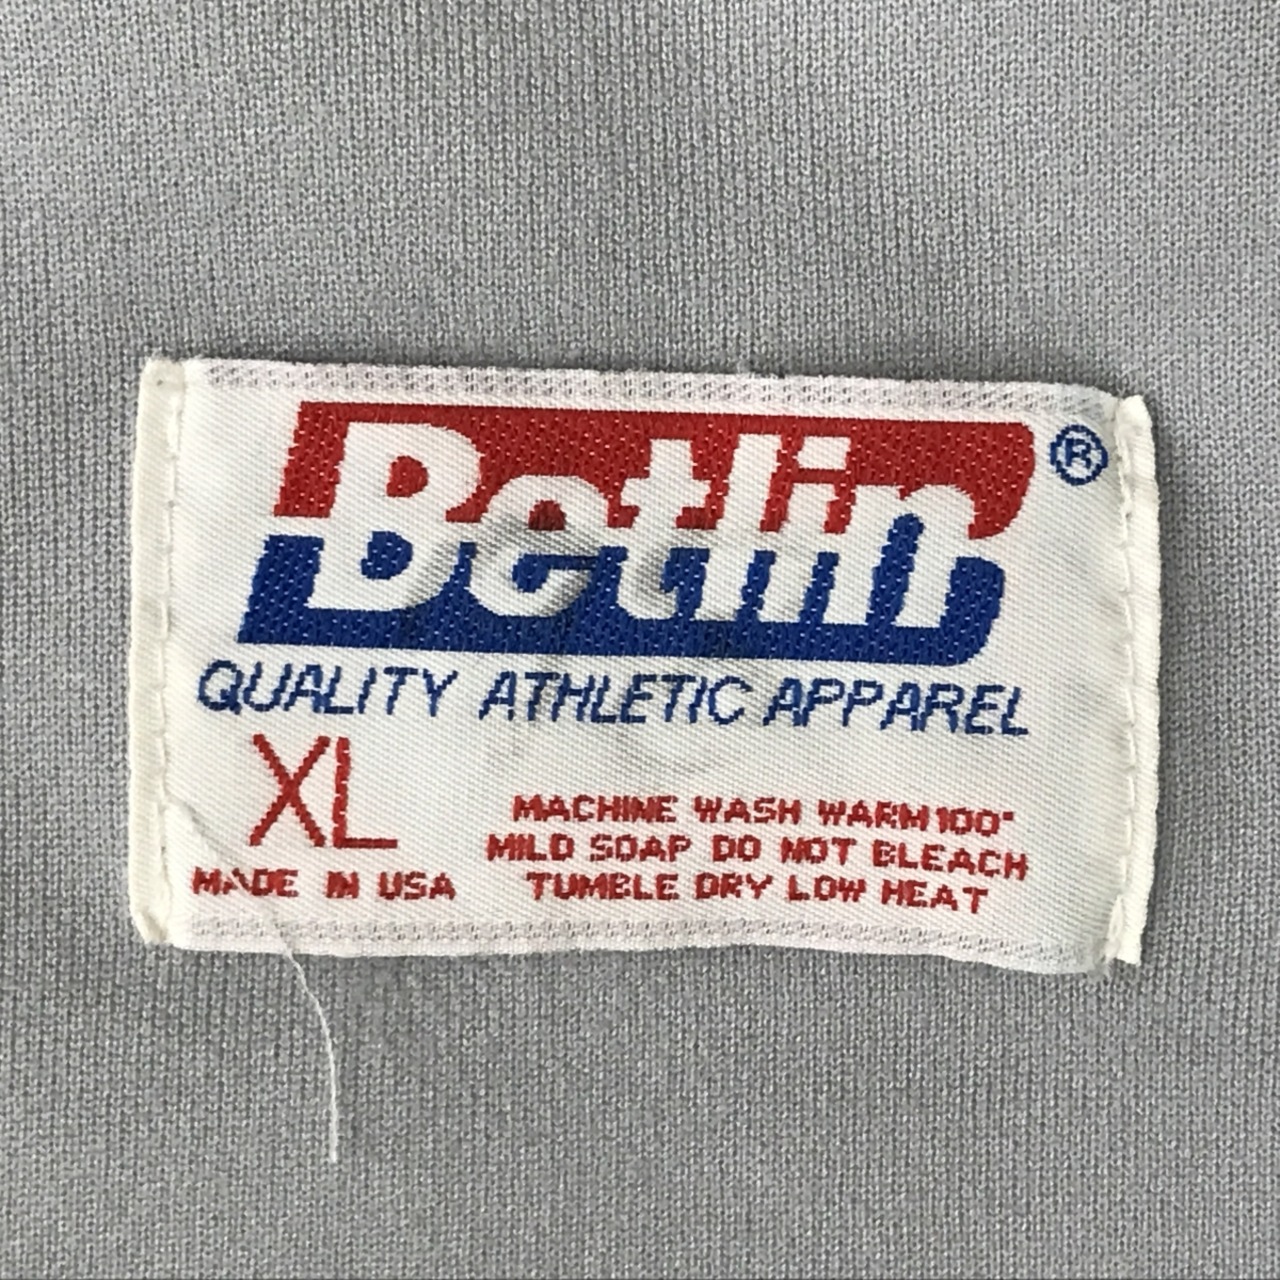 Betlin ®
QUALITY ATHLETIC APPAREL
XL
MADE IN USA
MACHINE WASH WARM 100°
MILD SOAP DO NOT BLEACH
TUMBLE DRY LOW HEAT